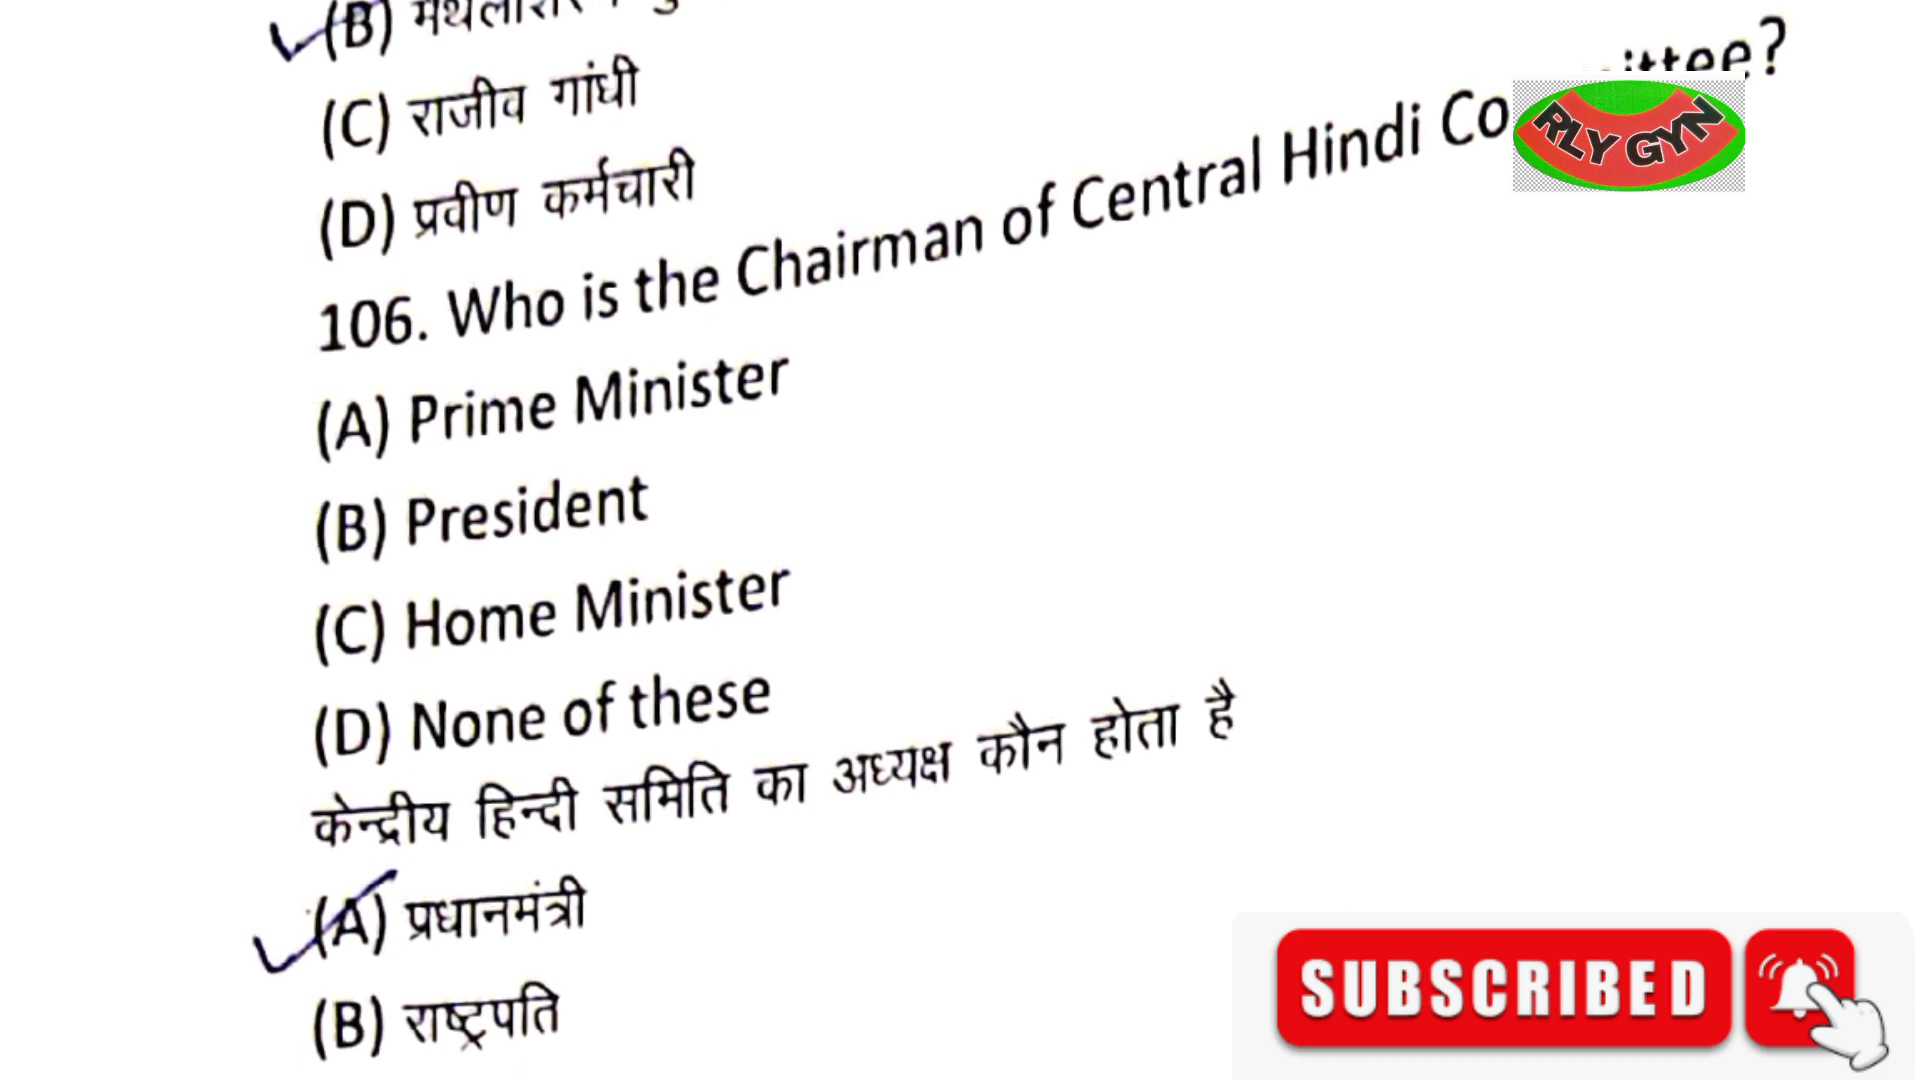 (B)
(C) राजीव गांधी
(D) प्रवीण कर्मचारी
106. Who is the Chairman of Central Hindi
RLY GYN
(A) Prime Minister
(B) President
(C) Home Minister
(D) None of these
केन्द्रीय हिन्दी समिति का अध्यक्ष कौन होता है
(A) प्रधानमंत्री
(B) राष्ट्रपति
SUBSCRIBED